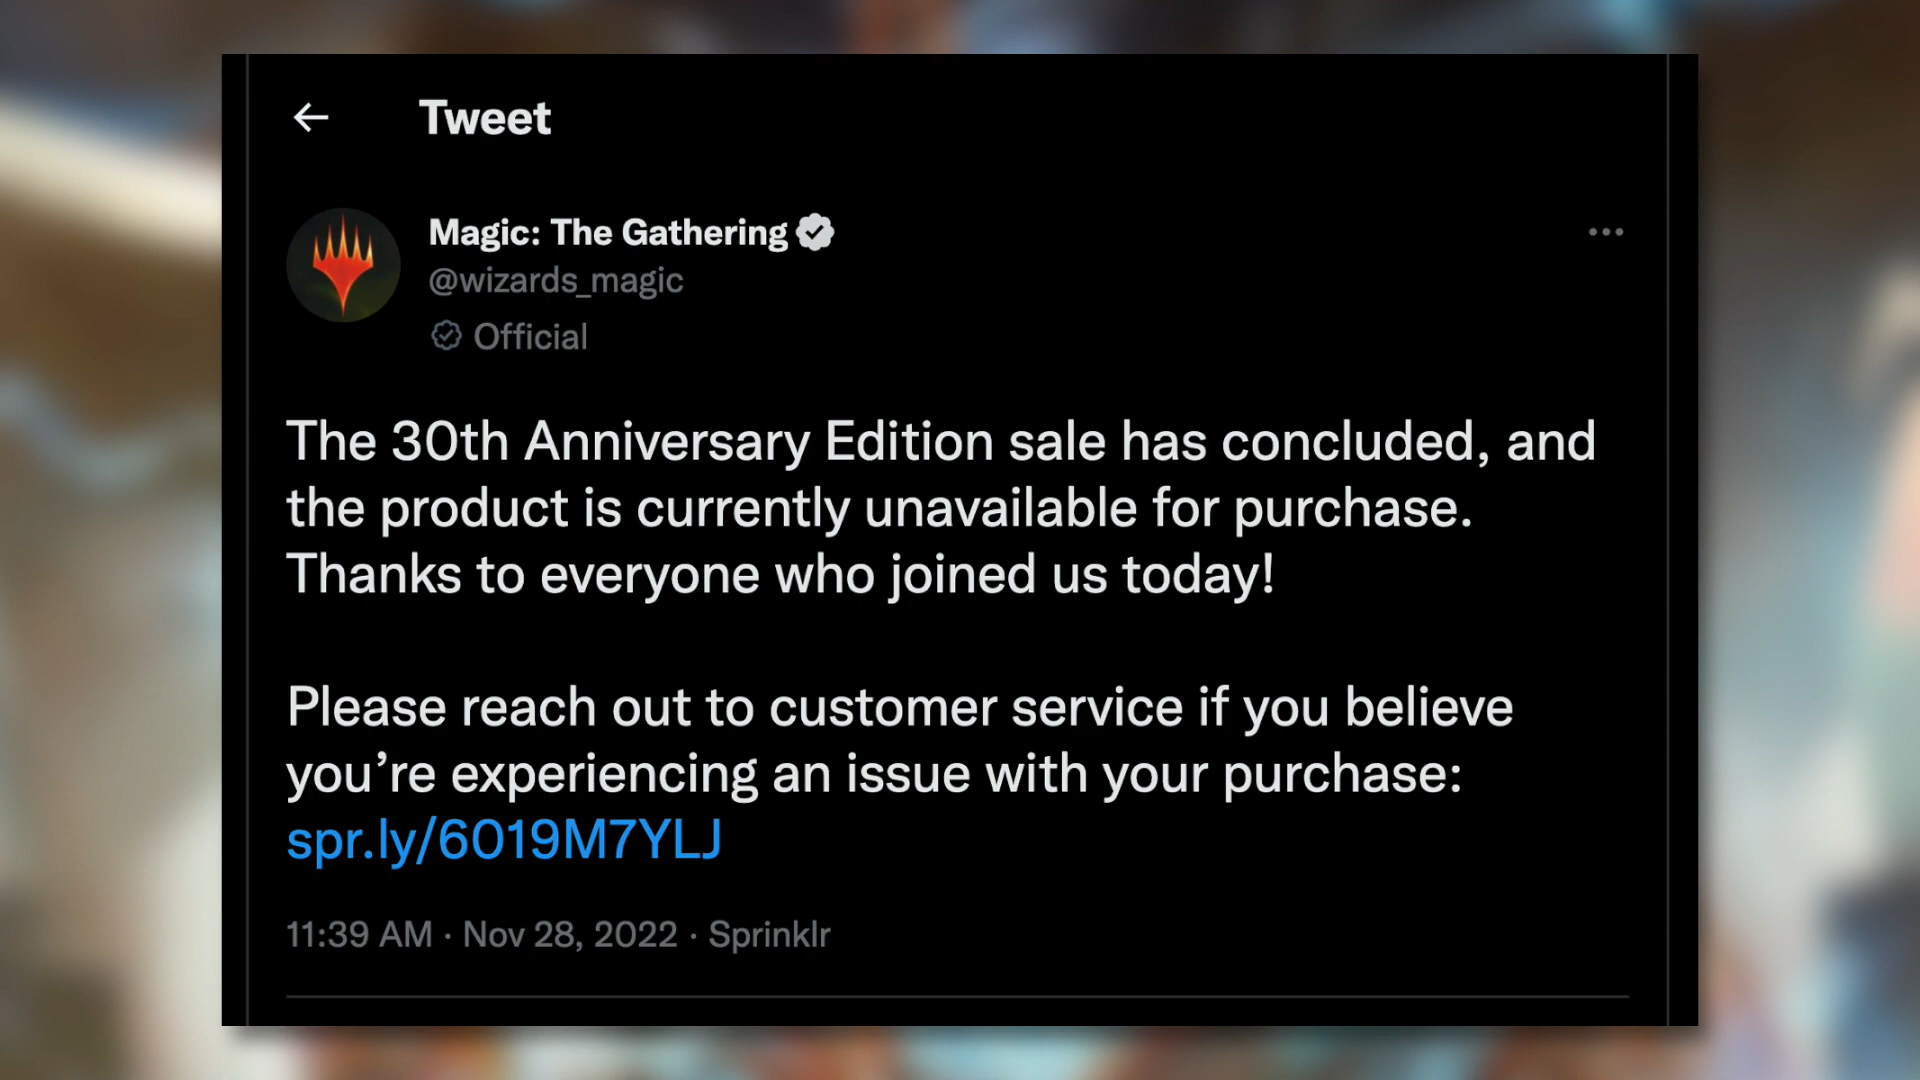 Tweet
Magic: The Gathering
@wizards_magic
Official
The 30th Anniversary Edition sale has concluded, and
the product is currently unavailable for purchase.
Thanks to everyone who joined us today!
Please reach out to customer service if you believe
you’re experiencing an issue with your purchase:
spr.ly/6019M7YLJ
11:39 AM · Nov 28, 2022 · Sprinklr